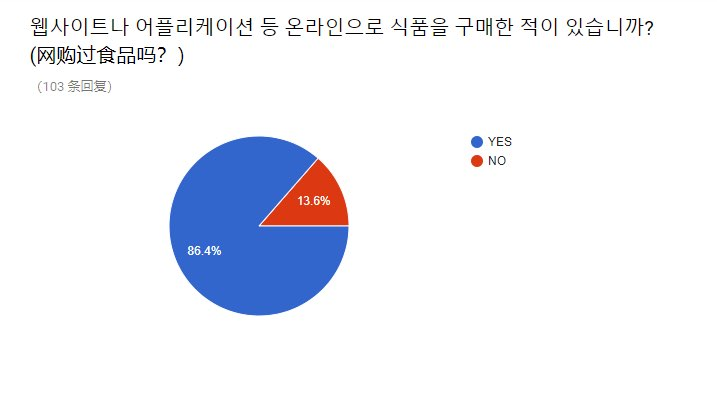 웹사이트나 어플리케이션 등 온라인으로 식품을 구매한 적이 있습니까?
(网购过食品吗？)
(103 条回复)
YES
NO
13.6%
86.4%